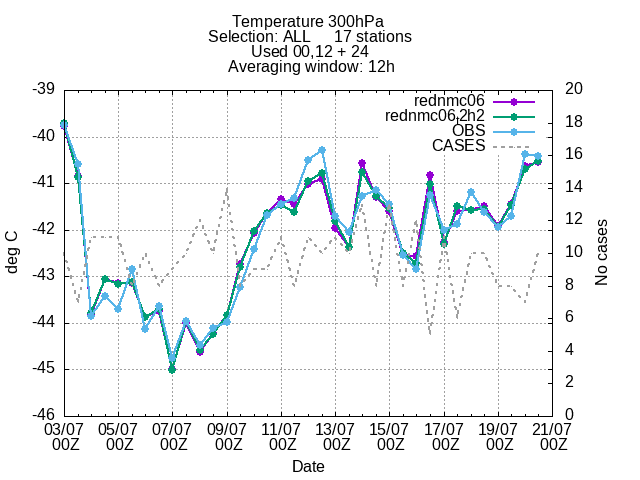 Temperature 300hPa
Selection: ALL 17 stations
Used 00,12 + 24
Averaging window: 12h
-39
-40
-41
-42
-43
-44
-45
-46
deg C
20
18
16
14
12
10
8
6
4
2
0
No cases
rednmc06
rednmc06,2h2
OBS
CASES
03/07 05/07 07/07 09/07 11/07 13/07 15/07 17/07 19/07 21/07
00Z 00Z 00Z 00Z 00Z 00Z 00Z 00Z 00Z 00Z
Date